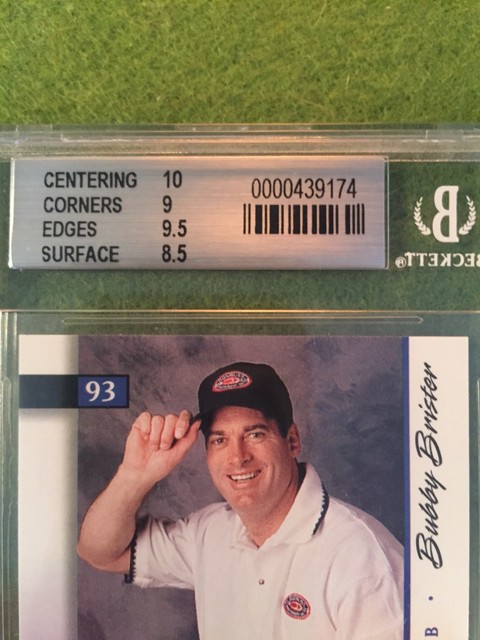 CENTERING 10
CORNERS 9
EDGES 9.5
SURFACE 8.5
0000439174
B
BECKETT®
93
B • Bubby Brister